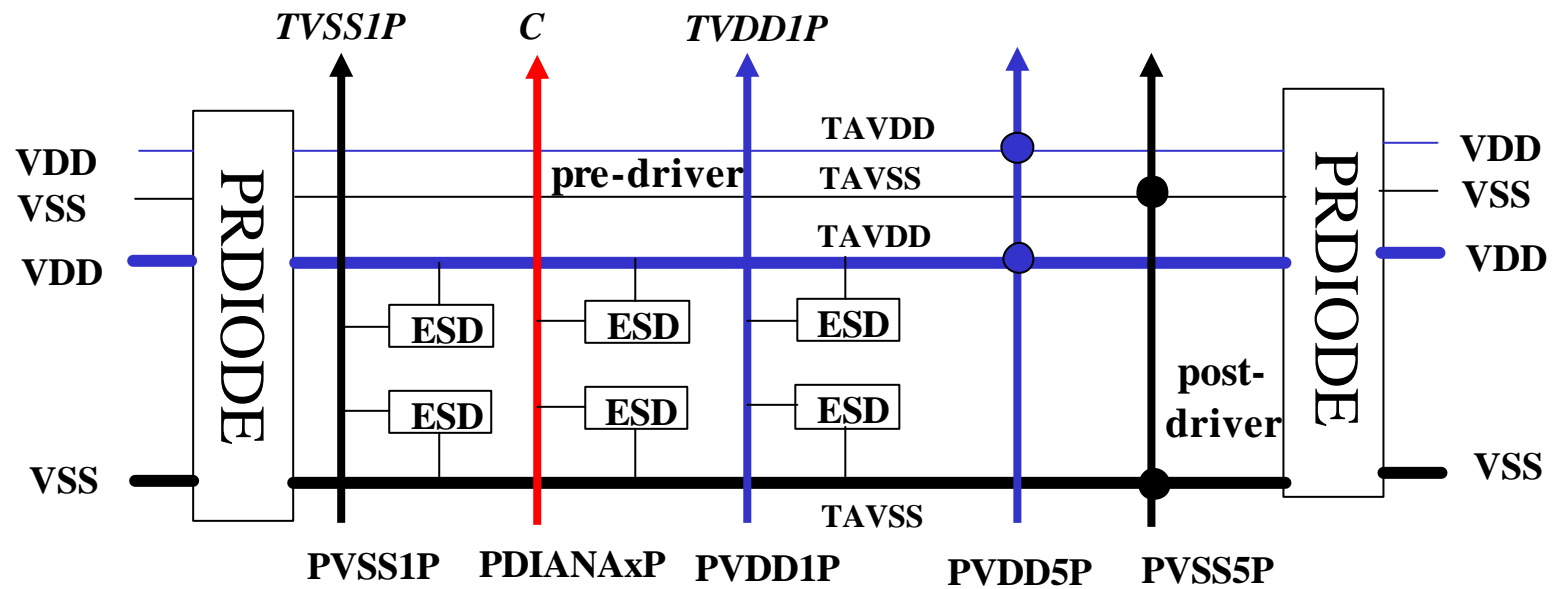 TVSS1P C TVDD1P
VDD
VSS
VDD
VSS
PRDIODE
TAVDD
pre-driver
TAVSS
TAVDD
ESD ESD ESD
ESD ESD ESD
TAVSS
post-
driver
PRDIODE
VDD
VSS
VDD
VSS
PVSS1P PDIANAxP PVDD1P PVDD5P PVSS5P